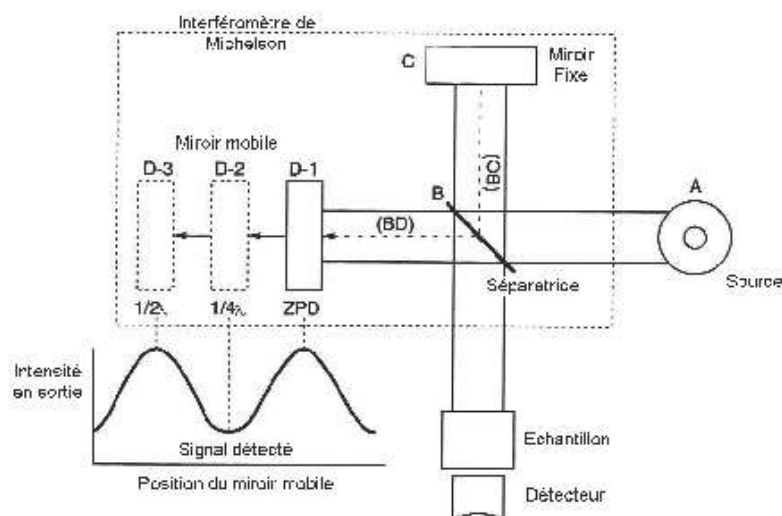 Interféromètre de
Michelson
C
Miroir
Fixe
Miroir mobile
D-3
D-2
D-1
B
(BC)
A
(BD)
Séparatrice
Source
1/2λ
1/4λ
ZPD
Intensité
en sortie
Signal détecté
Position du miroir mobile
Echantillon
Détecteur